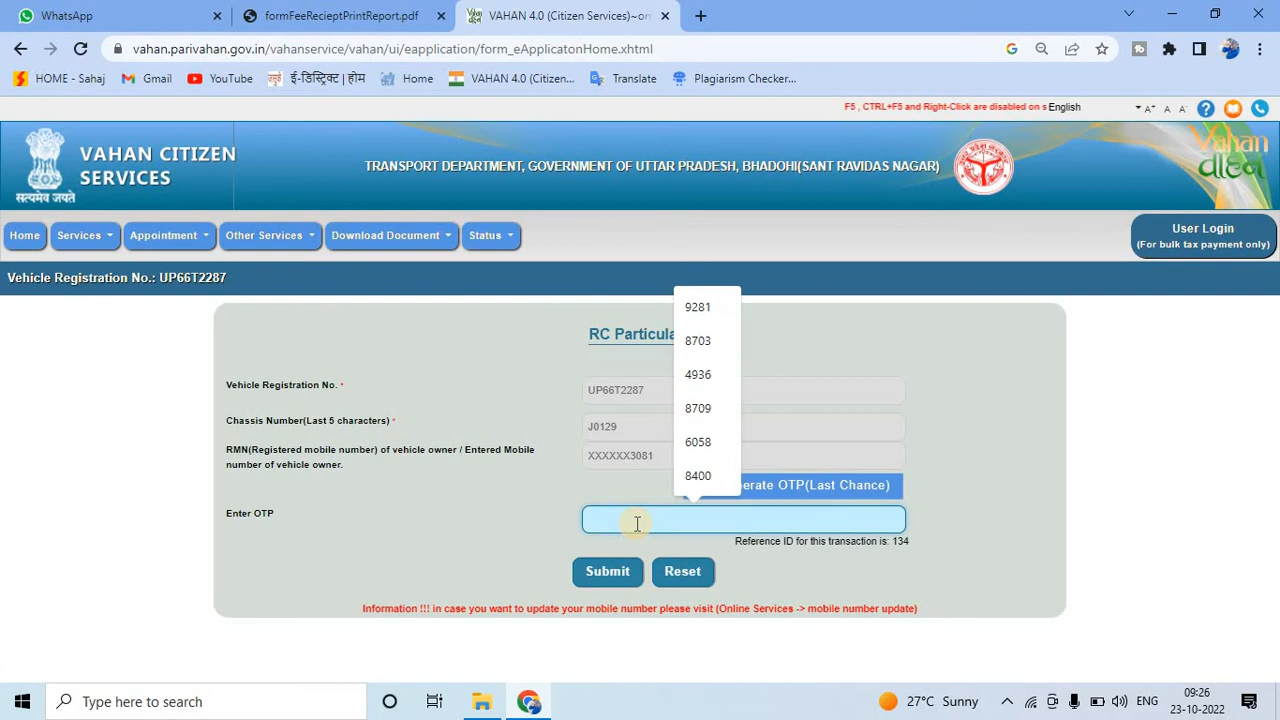 WhatsApp
formFeeRecieptPrintReport.pdf
VAHAN 4.0 (Citizen Services)~on
vahan.parivahan.gov.in/vahanservice/vahan/ui/eapplication/form_eApplicatonHome.xhtml
HOME - Sahaj
Gmail
YouTube
ई-डिस्ट्रिक्ट | होम
Home
VAHAN 4.0 (Citizen...
Translate
Plagiarism Checker...
F5 , CTRL+F5 and Right-Click are disabled on s English
A+ A A-
सत्यमेव जयते
VAHAN CITIZEN
SERVICES
TRANSPORT DEPARTMENT, GOVERNMENT OF UTTAR PRADESH, BHADOHI(SANT RAVIDAS NAGAR)
Vahan
वाहन
Home
Services
Appointment
Other Services
Download Document
Status
User Login
(For bulk tax payment only)
Vehicle Registration No.: UP66T2287
RC
Vehicle Registration No. *
UP66T2287
Chassis Number(Last 5 characters) *
J0129
RMN(Registered mobile number) of vehicle owner / Entered Mobile
number of vehicle owner.
XXXXXX3081
9281
8703
4936
8709
6058
8400
OTP(Last Chance)
Enter OTP
Reference ID for this transaction is: 134
Submit
Reset
Information !!! in case you want to update your mobile number please visit (Online Services -> mobile number update)
Type here to search
27°C Sunny
ENG
09:26
23-10-2022